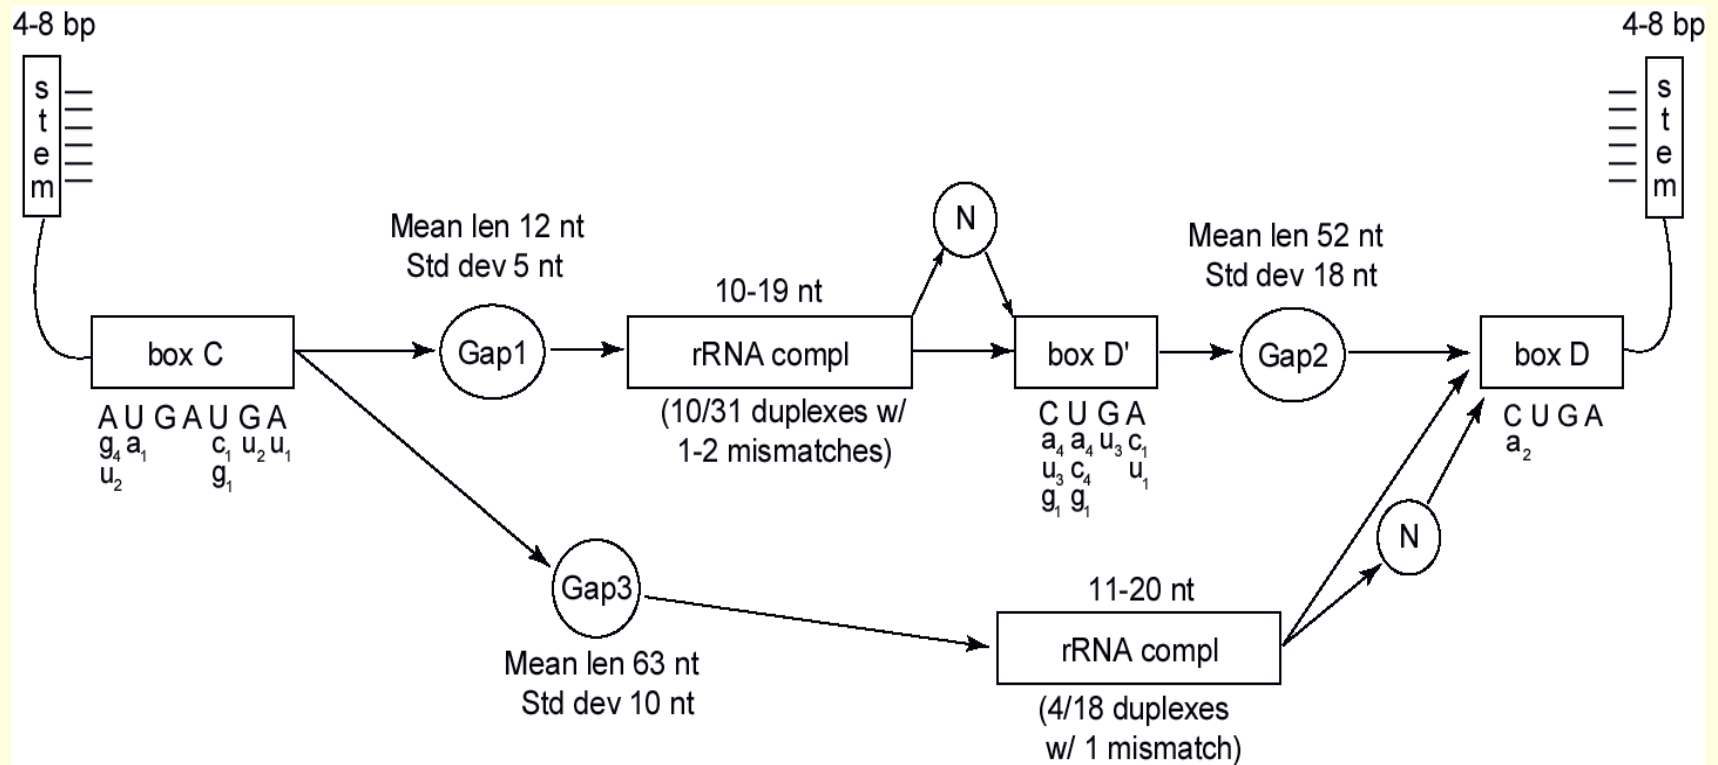 4-8 bp
4-8 bp
s
t
e
m
s
t
e
m
N
Mean len 12 nt
Std dev 5 nt
Mean len 52 nt
Std dev 18 nt
10-19 nt
box C
Gap1
rRNA compl
box D'
Gap2
box D
A U G A U G A
g₄ a₁ c₁ u₂ u₁
u₂ g₁
(10/31 duplexes w/
1-2 mismatches)
C U G A
a₄ a₄ u₃ c₁
u₃ c₄ u₁
g₁ g₁
C U G A
a₂
N
Gap3
11-20 nt
rRNA compl
Mean len 63 nt
Std dev 10 nt
(4/18 duplexes
w/ 1 mismatch)